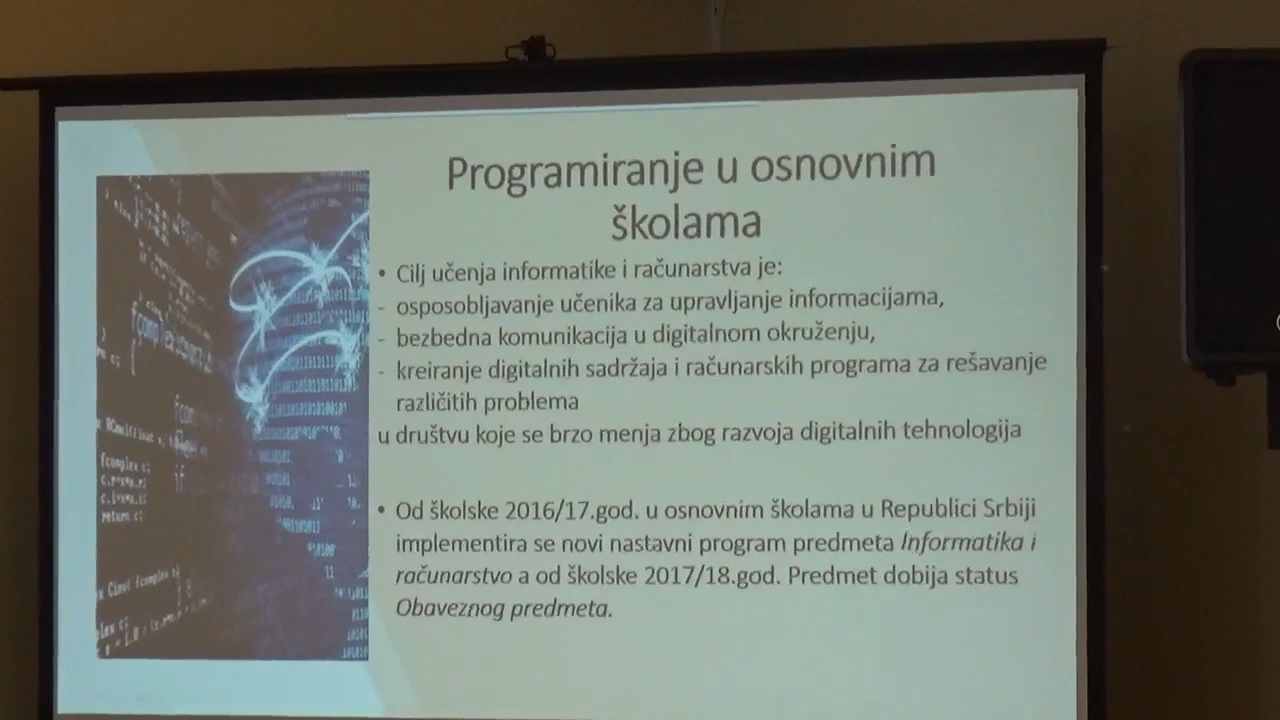 Programiranje u osnovnim
školama
• Cilj učenja informatike i računarstva je:
- osposobljavanje učenika za upravljanje informacijama,
- bezbedna komunikacija u digitalnom okruženju,
- kreiranje digitalnih sadržaja i računarskih programa za rešavanje
različitih problema
u društvu koje se brzo menja zbog razvoja digitalnih tehnologija
• Od školske 2016/17.god. u osnovnim školama u Republici Srbiji
implementira se novi nastavni program predmeta Informatika i
računarstvo a od školske 2017/18.god. Predmet dobija status
Obaveznog predmeta.